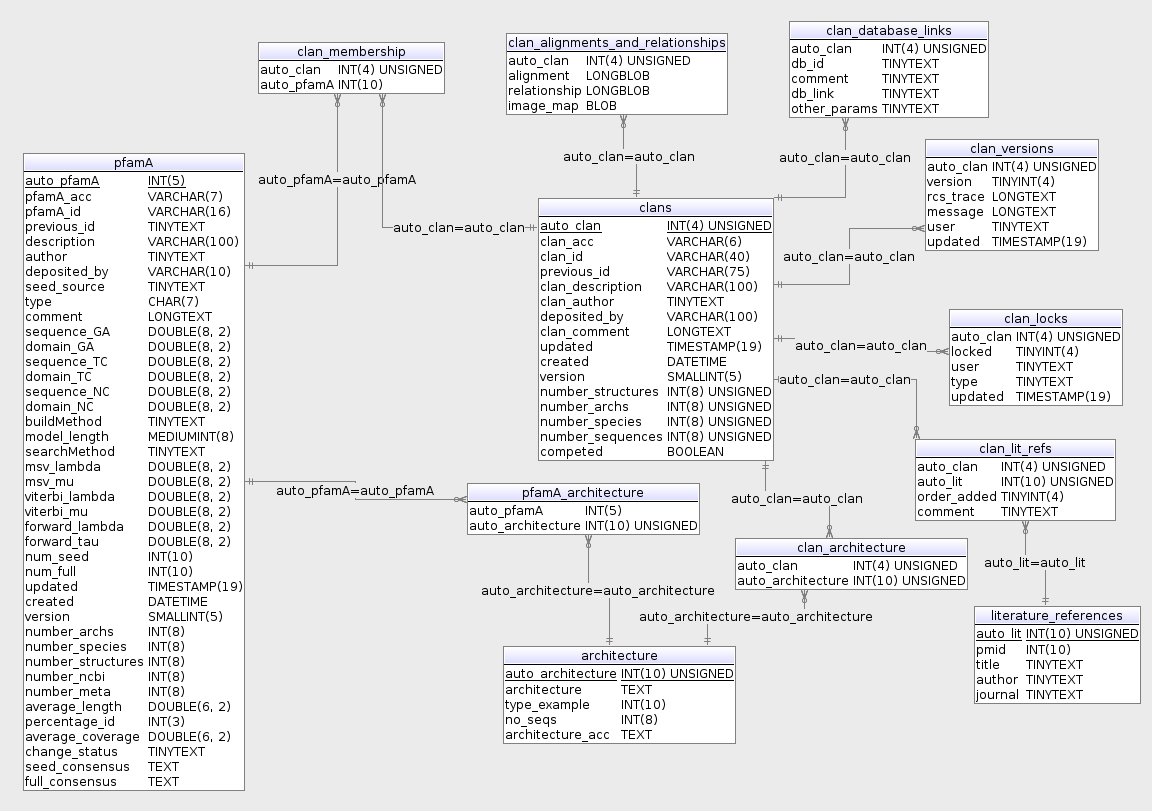 clan_membership
auto_clan INT(4) UNSIGNED
auto_pfamA INT(10)
clan_alignments_and_relationships
auto_clan INT(4) UNSIGNED
alignment LONGBLOB
relationship LONGBLOB
image_map BLOB
clan_database_links
auto_clan INT(4) UNSIGNED
db_id TINYTEXT
comment TINYTEXT
db_link TINYTEXT
other_params TINYTEXT
clan_versions
auto_clan INT(4) UNSIGNED
version TINYINT(4)
rcs_trace LONGTEXT
message LONGTEXT
user TINYTEXT
updated TIMESTAMP(19)
pfamA
auto_pfamA INT(5)
pfamA_acc VARCHAR(7)
pfamA_id VARCHAR(16)
previous_id TINYTEXT
description VARCHAR(100)
author TINYTEXT
deposited_by VARCHAR(10)
seed_source TINYTEXT
type CHAR(7)
comment LONGTEXT
sequence_GA DOUBLE(8, 2)
domain_GA DOUBLE(8, 2)
sequence_TC DOUBLE(8, 2)
domain_TC DOUBLE(8, 2)
sequence_NC DOUBLE(8, 2)
domain_NC DOUBLE(8, 2)
buildMethod TINYTEXT
model_length MEDIUMINT(8)
searchMethod TINYTEXT
msv_lambda DOUBLE(8, 2)
msv_mu DOUBLE(8, 2)
viterbi_lambda DOUBLE(8, 2)
viterbi_mu DOUBLE(8, 2)
forward_lambda DOUBLE(8, 2)
forward_tau DOUBLE(8, 2)
num_seed INT(10)
num_full INT(10)
updated TIMESTAMP(19)
created DATETIME
version SMALLINT(5)
number_archs INT(8)
number_species INT(8)
number_structures INT(8)
number_ncbi INT(8)
number_meta INT(8)
average_length DOUBLE(6, 2)
percentage_id INT(3)
average_coverage DOUBLE(6, 2)
change_status TINYTEXT
seed_consensus TEXT
full_consensus TEXT
auto_pfamA=auto_pfamA
auto_clan=auto_clan
auto_clan=auto_clan
auto_clan=auto_clan
auto_clan=auto_clan
clans
auto_clan INT(4) UNSIGNED
clan_acc VARCHAR(6)
clan_id VARCHAR(40)
previous_id VARCHAR(75)
clan_description VARCHAR(100)
clan_author TINYTEXT
deposited_by VARCHAR(100)
clan_comment LONGTEXT
updated TIMESTAMP(19)
created DATETIME
version SMALLINT(5)
number_structures INT(8) UNSIGNED
number_archs INT(8) UNSIGNED
number_species INT(8) UNSIGNED
number_sequences INT(8) UNSIGNED
competed BOOLEAN
auto_clan=auto_clan
auto_clan=auto_clan
clan_locks
auto_clan INT(4) UNSIGNED
locked TINYINT(4)
user TINYTEXT
type TINYTEXT
updated TIMESTAMP(19)
clan_lit_refs
auto_clan INT(4) UNSIGNED
auto_lit INT(10) UNSIGNED
order_added TINYINT(4)
comment TINYTEXT
auto_pfamA=auto_pfamA
pfamA_architecture
auto_pfamA INT(5)
auto_architecture INT(10) UNSIGNED
auto_clan=auto_clan
clan_architecture
auto_clan INT(4) UNSIGNED
auto_architecture INT(10) UNSIGNED
auto_lit=auto_lit
auto_architecture=auto_architecture
auto_architecture=auto_architecture
literature_references
auto_lit INT(10) UNSIGNED
pmid INT(10)
title TINYTEXT
author TINYTEXT
journal TINYTEXT
architecture
auto_architecture INT(10) UNSIGNED
architecture TEXT
type_example INT(10)
no_seqs INT(8)
architecture_acc TEXT